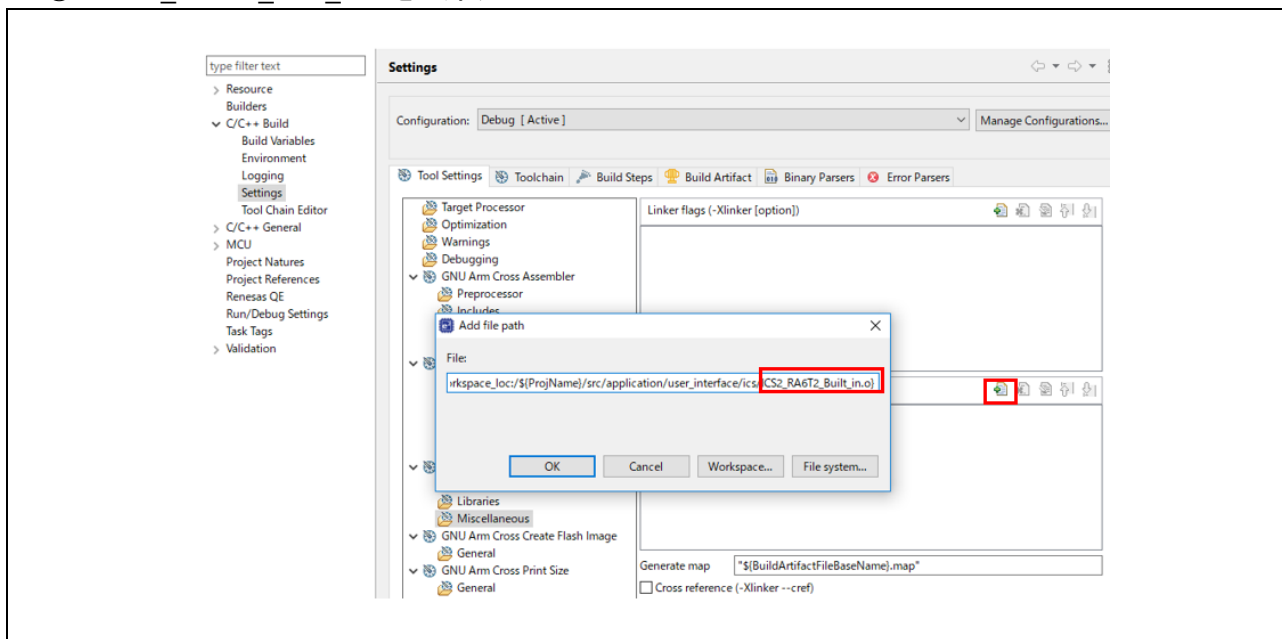 type filter text
Resource
Builders
C/C++ Build
Build Variables
Environment
Logging
Settings
Tool Chain Editor
C/C++ General
MCU
Project Natures
Project References
Renesas QE
Run/Debug Settings
Task Tags
Validation
Settings
Configuration: Debug [ Active ]
Manage Configurations...
Tool Settings Toolchain Build Steps Build Artifact Binary Parsers Error Parsers
Target Processor
Optimization
Warnings
Debugging
GNU Arm Cross Assembler
Preprocessor
Includes
Linker flags (-Xlinker [option])
Add file path
File:
rkspace_loc:/${ProjName}/src/application/user_interface/ics/ICS2_RA6T2_Built_in.o}
OK Cancel Workspace... File system...
Libraries
Miscellaneous
GNU Arm Cross Create Flash Image
General
GNU Arm Cross Print Size
General
Generate map "${BuildArtifactFileBaseName}.map"
Cross reference (-Xlinker --cref)